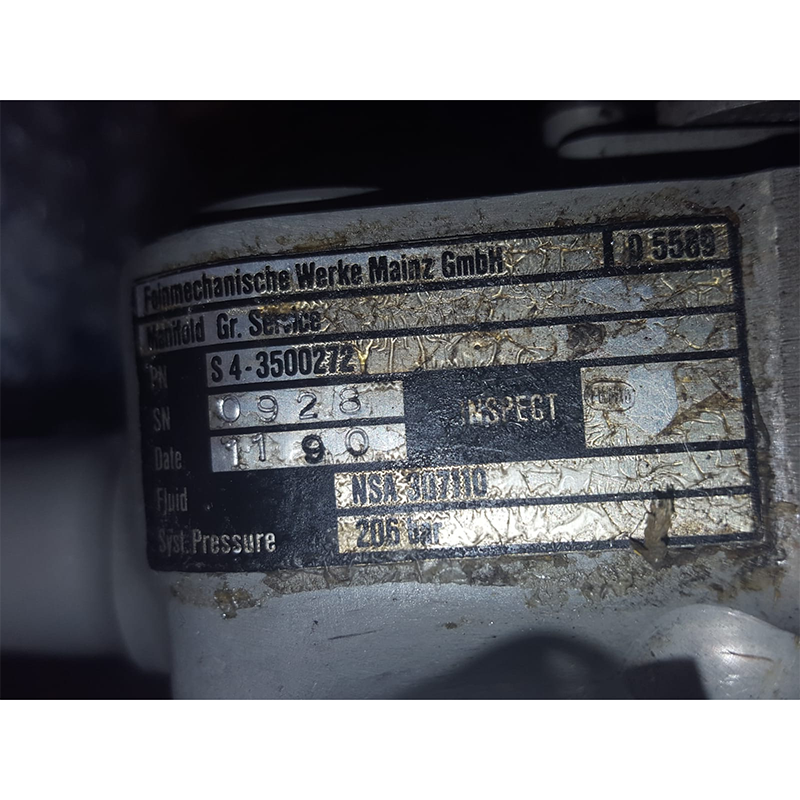 Feinmechanische Werke Mainz GmbH D 5589
Manifold Gr. Service
PN S 4-3500272
SN 0928 INSPECT
Date 11 90
Fluid NSA 307110
Syst.Pressure 206 bar